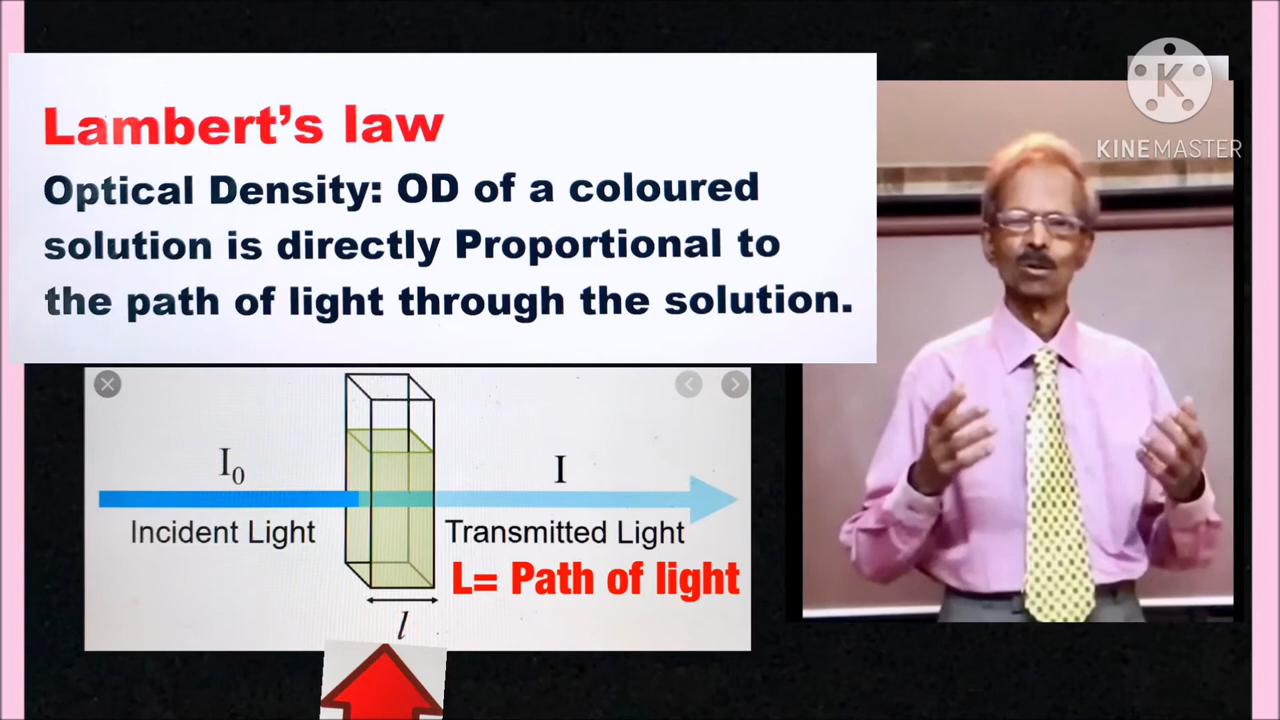 Lambert's law
Optical Density: OD of a coloured
solution is directly Proportional to
the path of light through the solution.
K
KINEMASTER
I0
I
Incident Light
Transmitted Light
L= Path of light
l